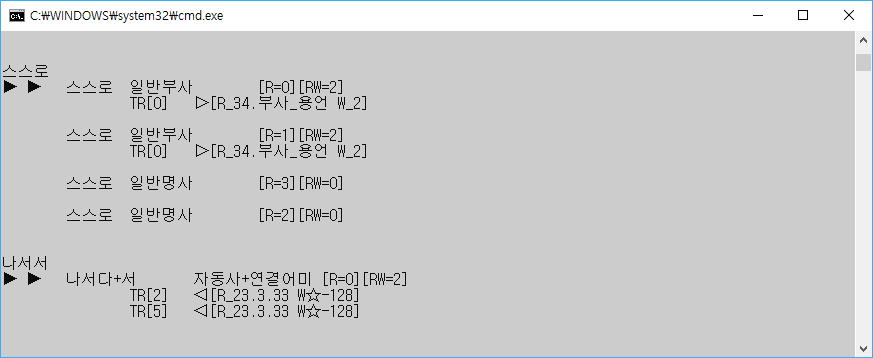 C:\WINDOWS\system32\cmd.exe
스스로
▶ ▶ 스스로 일반부사 [R=0][RW=2]
TR[0] ▷[R_34.부사_용언 W_2]
스스로 일반부사 [R=1][RW=2]
TR[0] ▷[R_34.부사_용언 W_2]
스스로 일반명사 [R=3][RW=0]
스스로 일반명사 [R=2][RW=0]
나서서
▶ ▶ 나서다+서 자동사+연결어미 [R=0][RW=2]
TR[2] ◁[R_23.3.33 W☆-128]
TR[5] ◁[R_23.3.33 W☆-128]